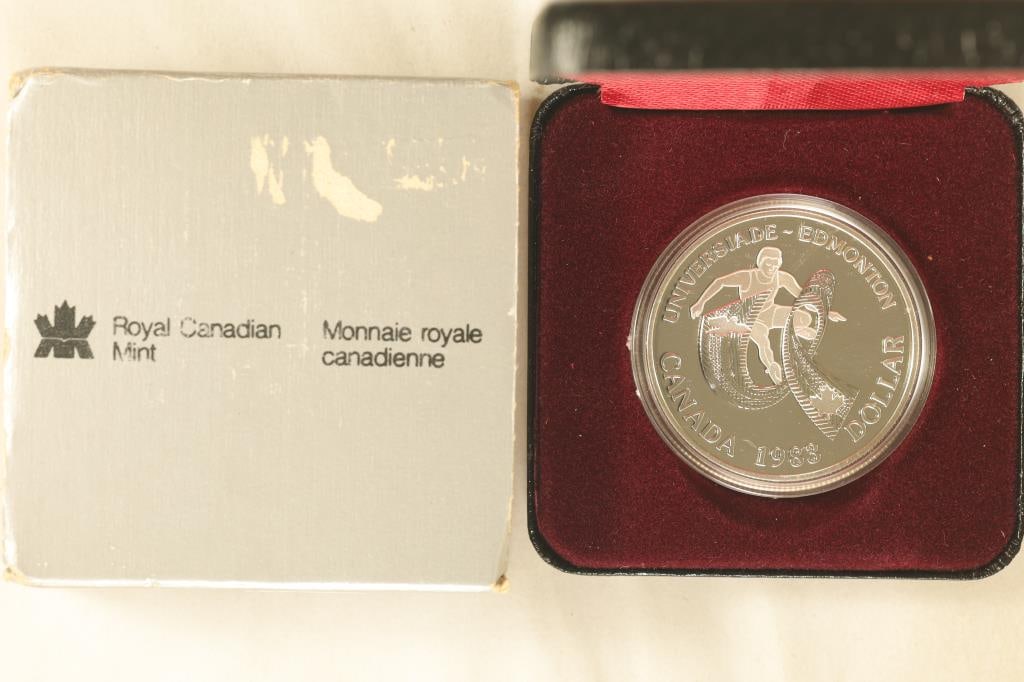 Royal Canadian
Mint
Monnaie royale
canadienne
UNIVERSIADE ~ EDMONTON
CANADA 1983 DOLLAR